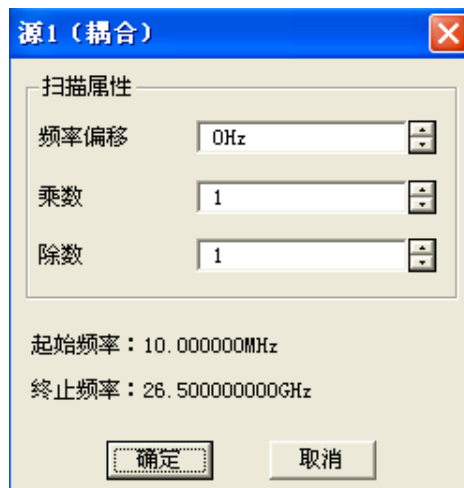 源1（耦合）
扫描属性
频率偏移 0Hz
乘数 1
除数 1
起始频率：10.000000MHz
终止频率：26.500000000GHz
确定 取消